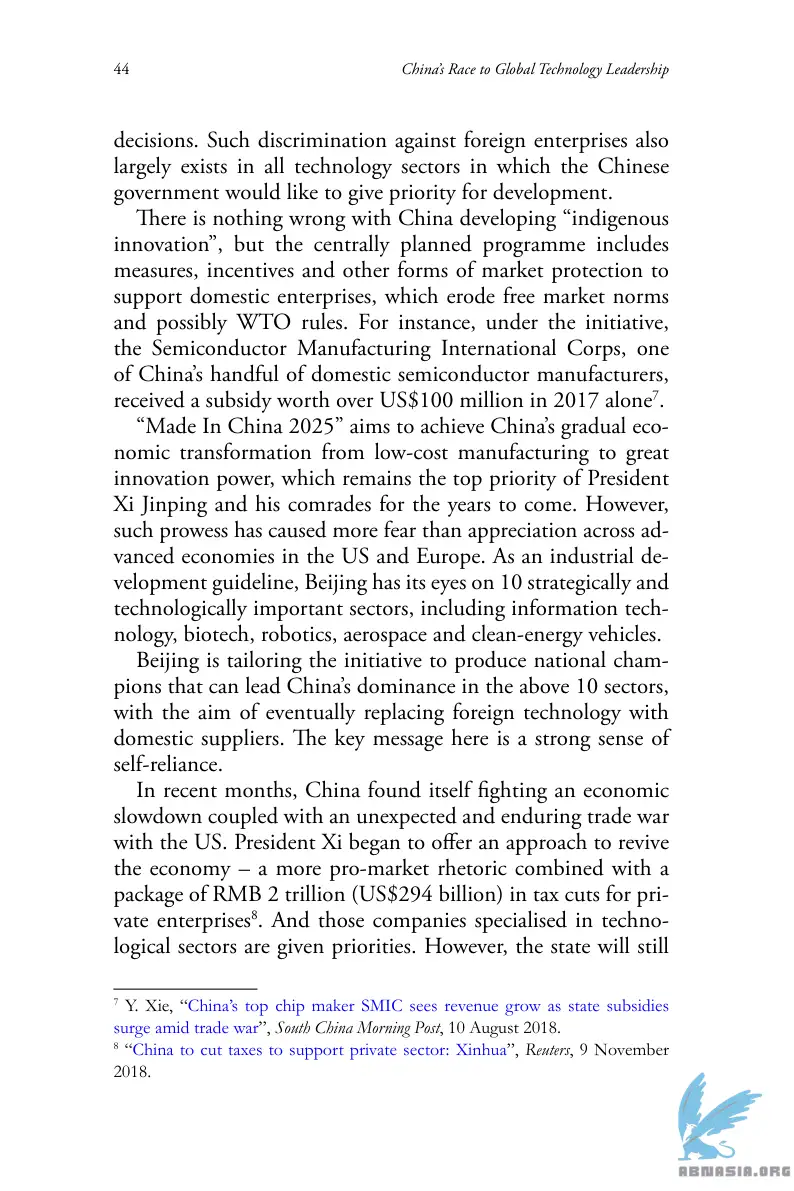 44
China’s Race to Global Technology Leadership
decisions. Such discrimination against foreign enterprises also
largely exists in all technology sectors in which the Chinese
government would like to give priority for development.
There is nothing wrong with China developing “indigenous
innovation”, but the centrally planned programme includes
measures, incentives and other forms of market protection to
support domestic enterprises, which erode free market norms
and possibly WTO rules. For instance, under the initiative,
the Semiconductor Manufacturing International Corps, one
of China’s handful of domestic semiconductor manufacturers,
received a subsidy worth over US$100 million in 2017 alone⁷.
“Made In China 2025” aims to achieve China’s gradual eco-
nomic transformation from low-cost manufacturing to great
innovation power, which remains the top priority of President
Xi Jinping and his comrades for the years to come. However,
such prowess has caused more fear than appreciation across ad-
vanced economies in the US and Europe. As an industrial de-
velopment guideline, Beijing has its eyes on 10 strategically and
technologically important sectors, including information tech-
nology, biotech, robotics, aerospace and clean-energy vehicles.
Beijing is tailoring the initiative to produce national cham-
pions that can lead China’s dominance in the above 10 sectors,
with the aim of eventually replacing foreign technology with
domestic suppliers. The key message here is a strong sense of
self-reliance.
In recent months, China found itself fighting an economic
slowdown coupled with an unexpected and enduring trade war
with the US. President Xi began to offer an approach to revive
the economy – a more pro-market rhetoric combined with a
package of RMB 2 trillion (US$294 billion) in tax cuts for pri-
vate enterprises⁸. And those companies specialised in techno-
logical sectors are given priorities. However, the state will still
⁷ Y. Xie, “China’s top chip maker SMIC sees revenue grow as state subsidies
surge amid trade war”, South China Morning Post, 10 August 2018.
⁸ “China to cut taxes to support private sector: Xinhua”, Reuters, 9 November
2018.
ABNASIA.ORG